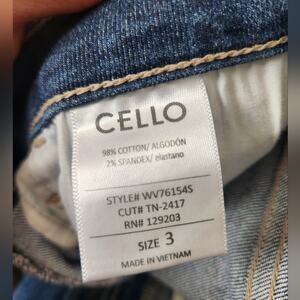 CELLO
98% COTTON/ ALGODÓN
2% SPANDEX/ elastano
STYLE# WV76154S
CUT# TN-2417
RN# 129203
SIZE 3
MADE IN VIETNAM